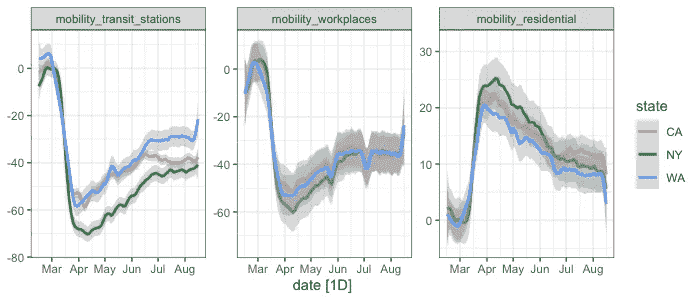 mobility_transit_stations mobility_workplaces mobility_residential
0
-20
-40
-60
-80
0
-20
-40
-60
30
20
10
0
state
CA
NY
WA
Mar Apr May Jun Jul Aug Mar Apr May Jun Jul Aug Mar Apr May Jun Jul Aug
date [1D]